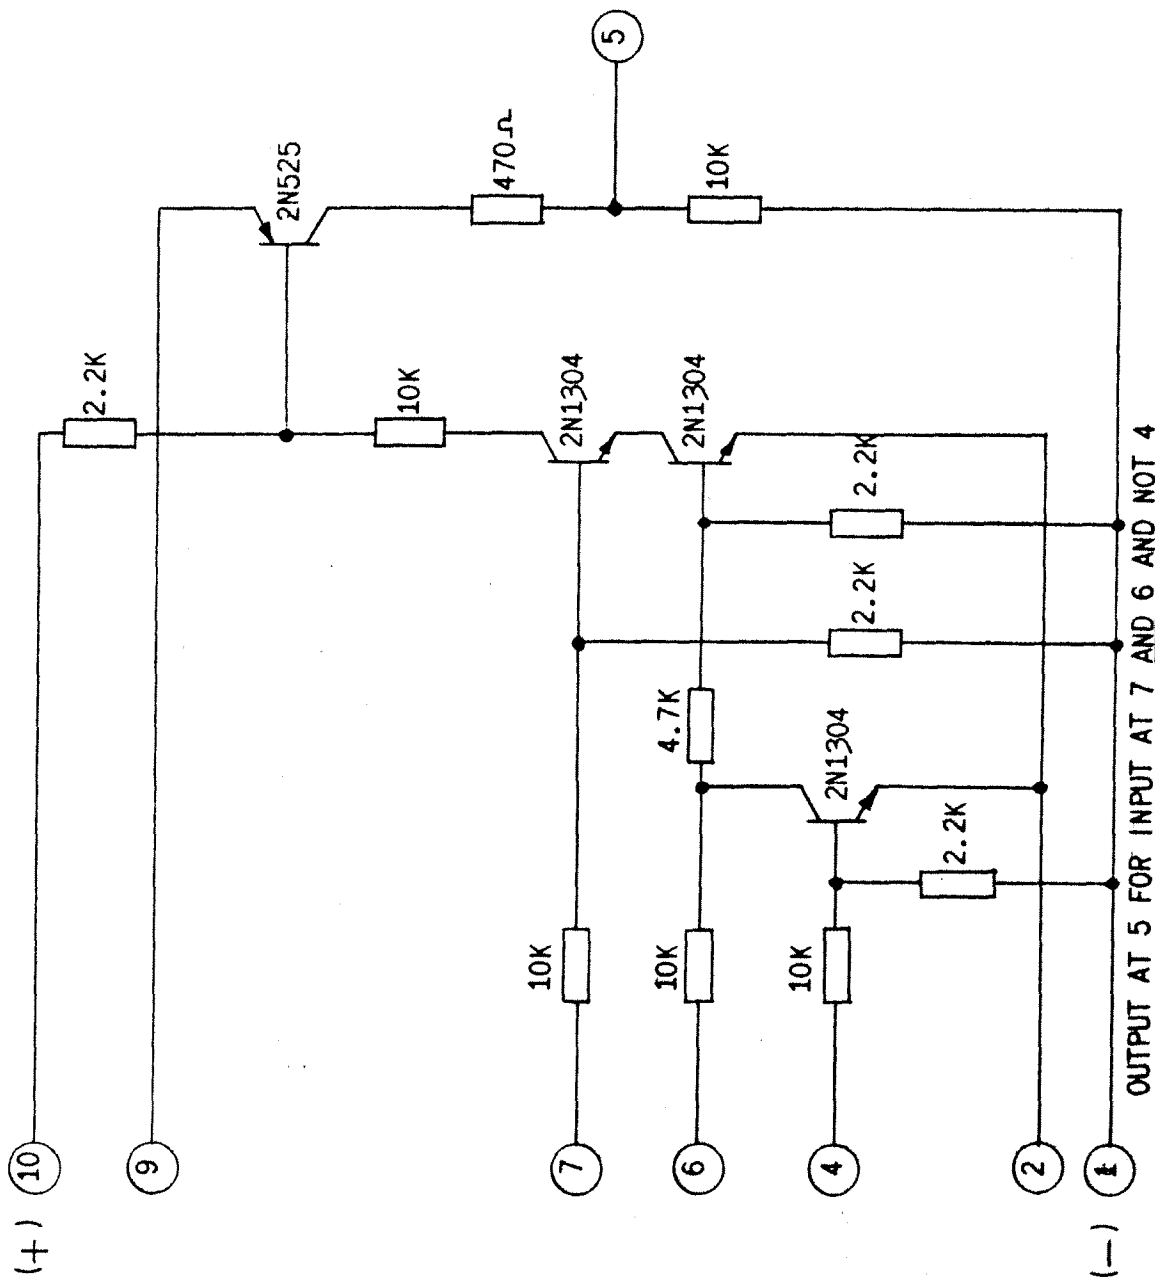 (+) 10
2.2K
9
2N525
10K
470Ω
10K
7
2N1304
5
10K
4.7K
6
2N1304
10K
10K
4
2N1304
2.2K
2.2K
2.2K
2
(—) 1
OUTPUT AT 5 FOR INPUT AT 7 AND 6 AND NOT 4